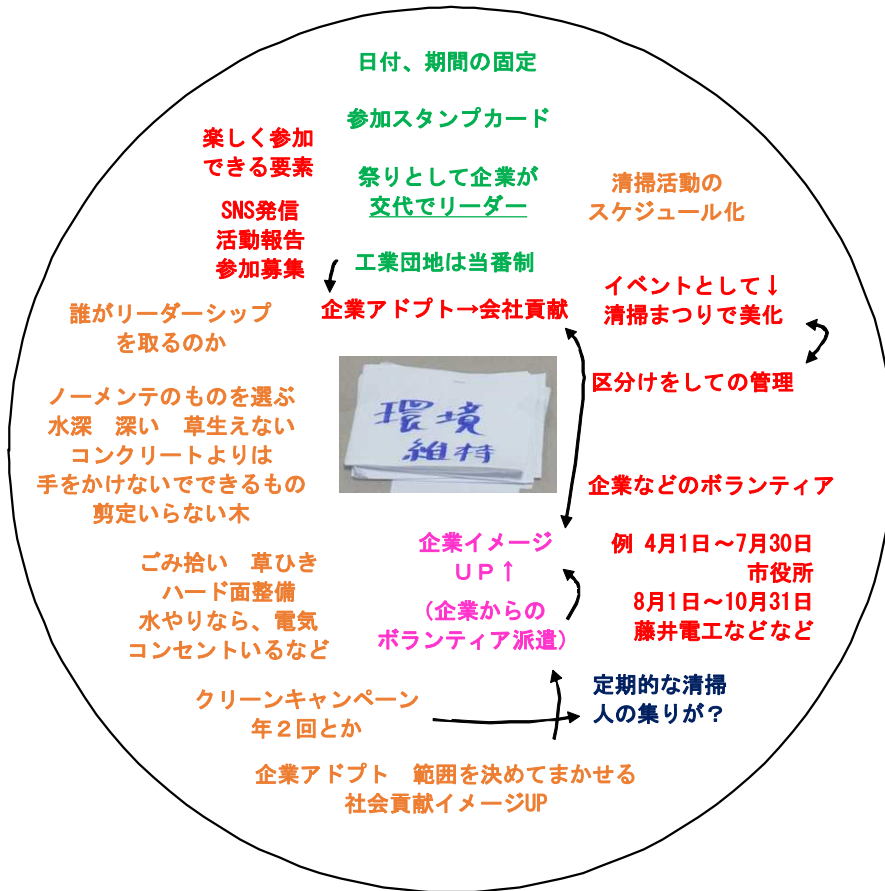 日付、期間の固定
参加スタンプカード
楽しく参加
できる要素
祭りとして企業が
交代でリーダー
清掃活動の
スケジュール化
SNS発信
活動報告
参加募集
工業団地は当番制
企業アドプト→会社貢献
イベントとして↓
清掃まつりで美化
誰がリーダーシップ
を取るのか
区分けをしての管理
ノーメンテのものを選ぶ
水深　深い　草生えない
コンクリートよりは
手をかけないでできるもの
剪定いらない木
環境
維持
企業などのボランティア
企業イメージ
ＵＰ↑
(企業からの
ボランティア派遣)
例 4月1日～7月30日
市役所
8月1日～10月31日
藤井電工などなど
ごみ拾い　草ひき
ハード面整備
水やりなら、電気
コンセントいるなど
クリーンキャンペーン
年２回とか
定期的な清掃
人の集りが？
企業アドプト　範囲を決めてまかせる
社会貢献イメージUP